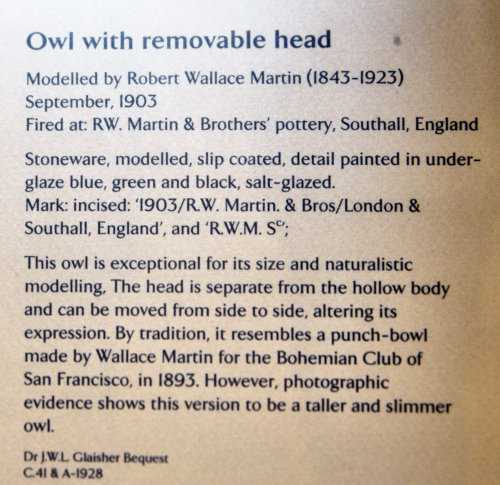 Owl with removable head
Modelled by Robert Wallace Martin (1843-1923)
September, 1903
Fired at: RW. Martin & Brothers' pottery, Southall, England
Stoneware, modelled, slip coated, detail painted in under-
glaze blue, green and black, salt-glazed.
Mark: incised: '1903/R.W. Martin. & Bros/London &
Southall, England', and 'R.W.M. Sᶜʳ;
This owl is exceptional for its size and naturalistic
modelling, The head is separate from the hollow body
and can be moved from side to side, altering its
expression. By tradition, it resembles a punch-bowl
made by Wallace Martin for the Bohemian Club of
San Francisco, in 1893. However, photographic
evidence shows this version to be a taller and slimmer
owl.
Dr J.W.L. Glaisher Bequest
C.41 & A-1928